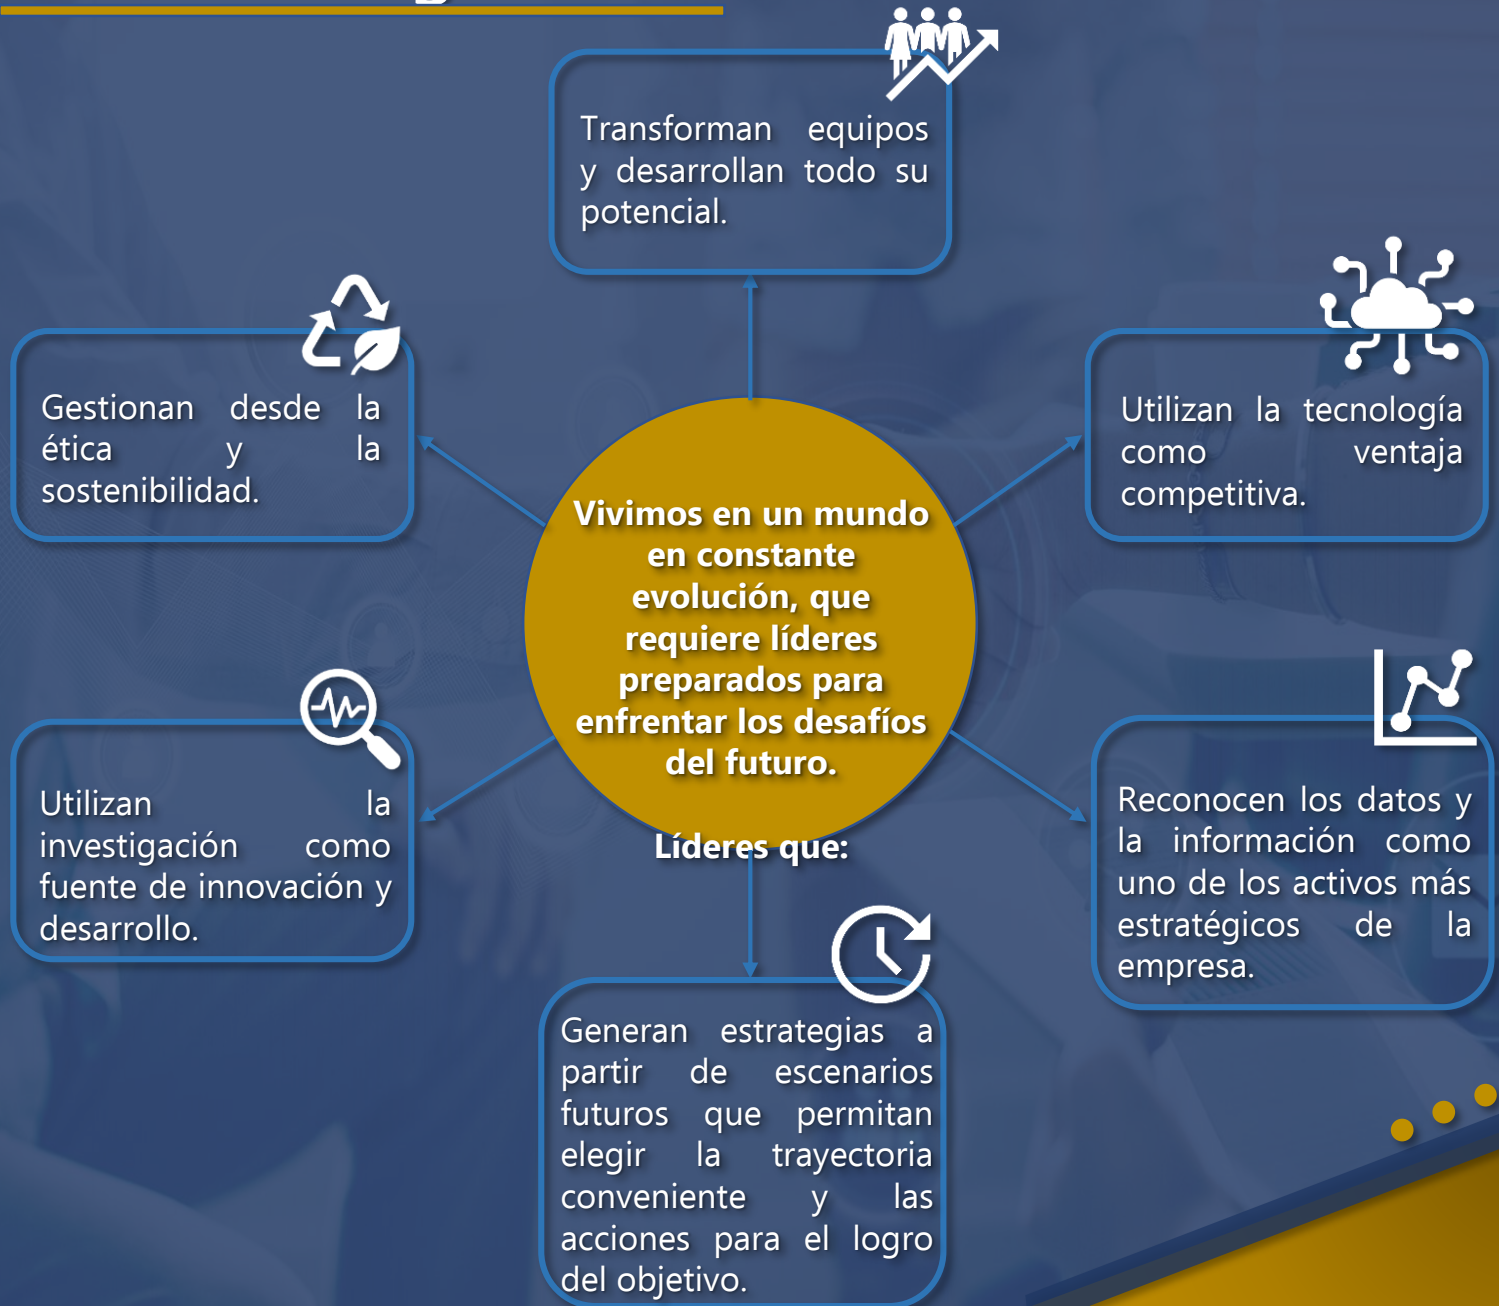 Transforman equipos
y desarrollan todo su
potencial.
Gestionan desde la
ética y la
sostenibilidad.
Utilizan la tecnología
como ventaja
competitiva.
Vivimos en un mundo
en constante
evolución, que
requiere líderes
preparados para
enfrentar los desafíos
del futuro.
Líderes que:
Utilizan la
investigación como
fuente de innovación y
desarrollo.
Reconocen los datos y
la información como
uno de los activos más
estratégicos de la
empresa.
Generan estrategias a
partir de escenarios
futuros que permitan
elegir la trayectoria
conveniente y las
acciones para el logro
del objetivo.